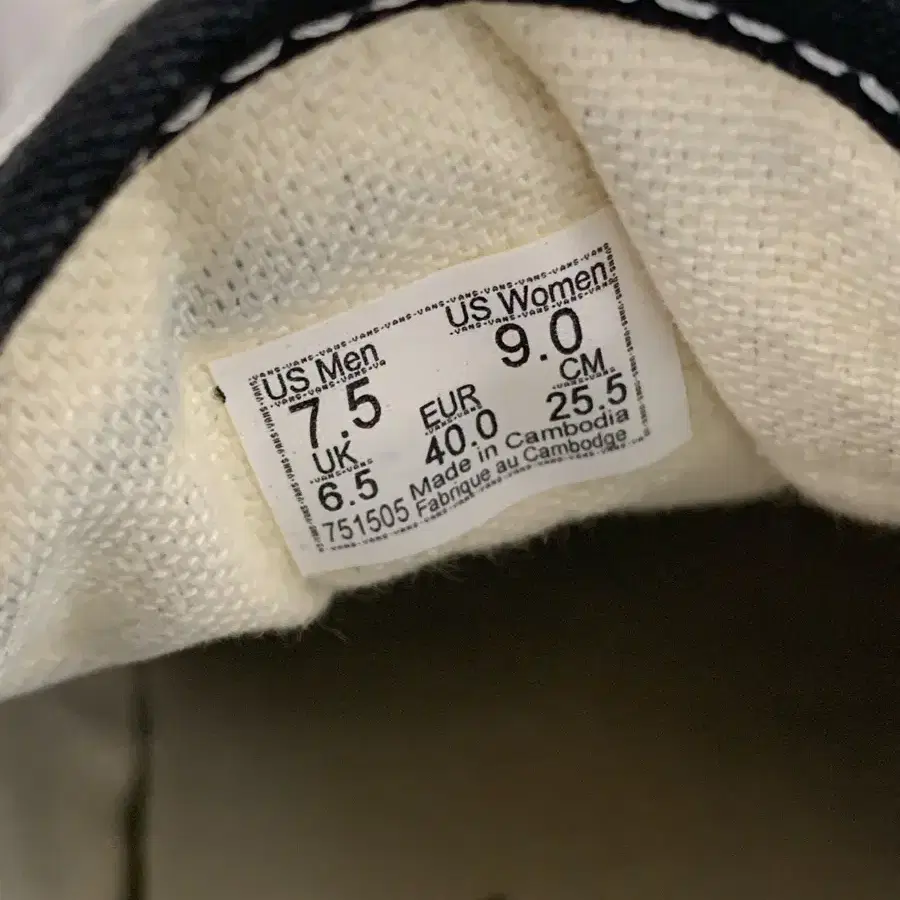 US Men US Women
7.5 9.0
UK EUR CM
6.5 40.0 25.5
751505 Made in Cambodia
Fabrique au Cambodge